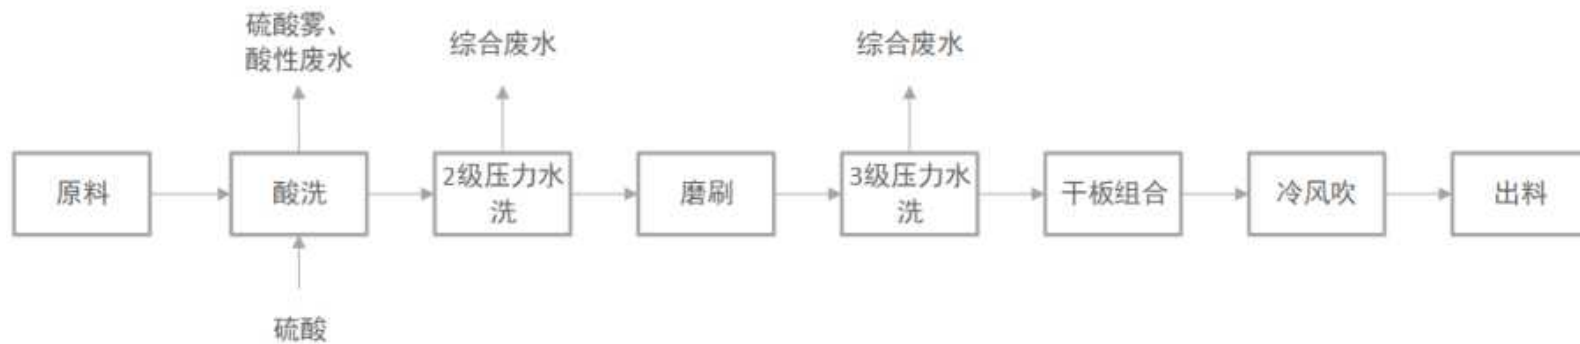 硫酸雾、
酸性废水
综合废水
综合废水
原料
酸洗
2级压力水
洗
磨刷
3级压力水
洗
干板组合
冷风吹
出料
硫酸